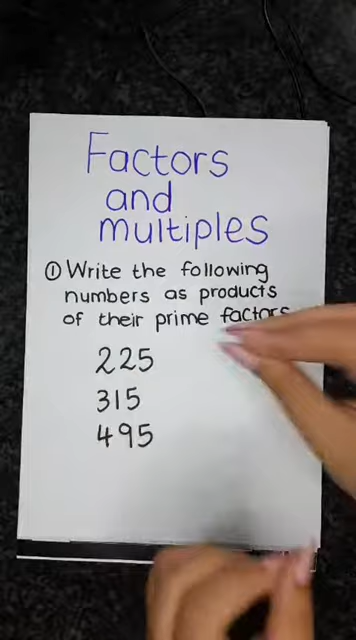 Factors
and
multiples
① Write the following
numbers as products
of their prime factors
225
315
495